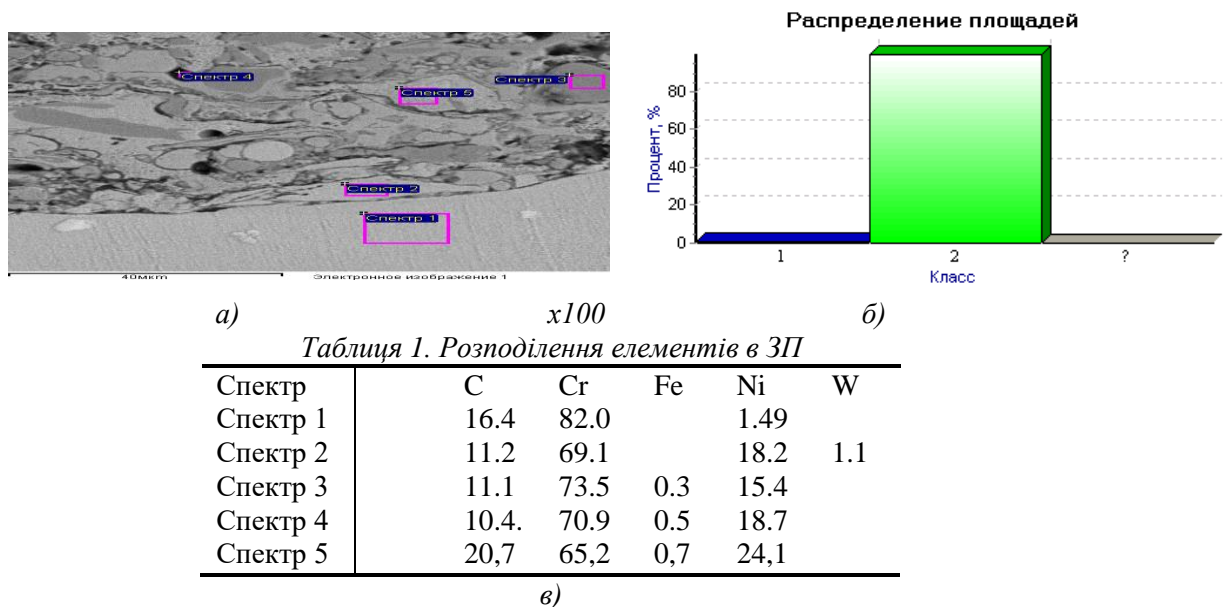 Распределение площадей
Спектр 4
Спектр 3
Спектр 5
Спектр 2
Спектр 1
40мкm Электронное изображение 1
Процент, %
80
60
40
20
0
1 2 ?
Класс
а) х100 б)
Таблиця 1. Розподілення елементів в ЗП
Спектр C Cr Fe Ni W
Спектр 1 16.4 82.0 1.49
Спектр 2 11.2 69.1 18.2 1.1
Спектр 3 11.1 73.5 0.3 15.4
Спектр 4 10.4. 70.9 0.5 18.7
Спектр 5 20,7 65,2 0,7 24,1
в)